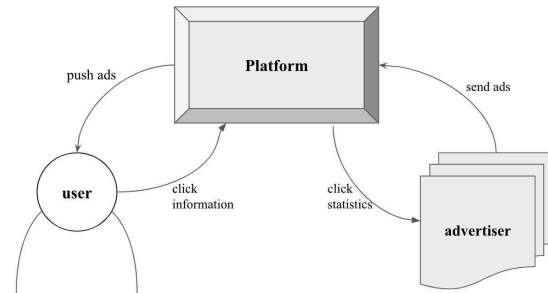 Platform
push ads
send ads
user
click
information
click
statistics
advertiser